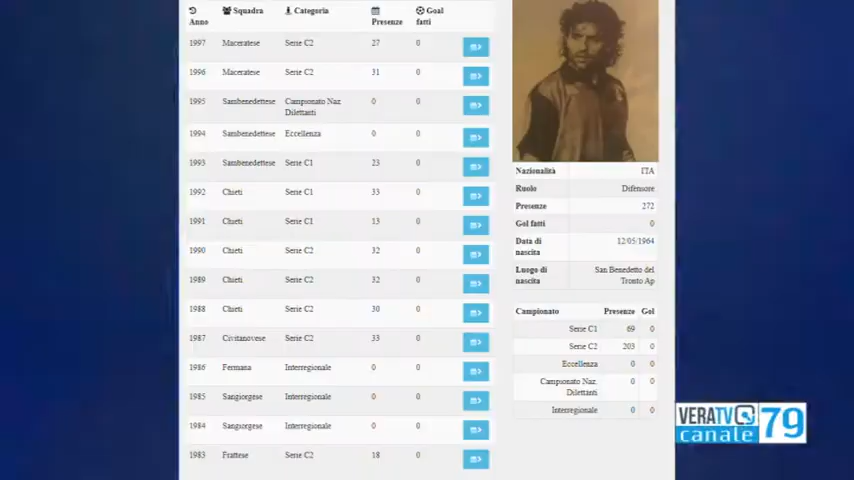 Anno Squadra Categoria Presenze Goal fatti
1997 Maceratese Serie C2 27 0
1996 Maceratese Serie C2 31 0
1995 Sambenedettese Campionato Naz. Dilettanti 0 0
1994 Sambenedettese Eccellenza 0 0
1993 Sambenedettese Serie C1 23 0
1992 Chieti Serie C1 33 0
1991 Chieti Serie C1 13 0
1990 Chieti Serie C2 32 0
1989 Chieti Serie C2 32 0
1988 Chieti Serie C2 30 0
1987 Civitanovese Serie C2 33 0
1986 Fermana Interregionale 0 0
1985 Sangiorgese Interregionale 0 0
1984 Sangiorgese Interregionale 0 0
1983 Frattese Serie C2 18 0
Nazionalità ITA
Ruolo Difensore
Presenze 272
Gol fatti 0
Data di nascita 12/05/1964
Luogo di nascita San Benedetto del Tronto Ap
Campionato Presenze Gol
Serie C1 69 0
Serie C2 203 0
Eccellenza 0 0
Campionato Naz. Dilettanti 0 0
Interregionale 0 0
VERATV
canale 79